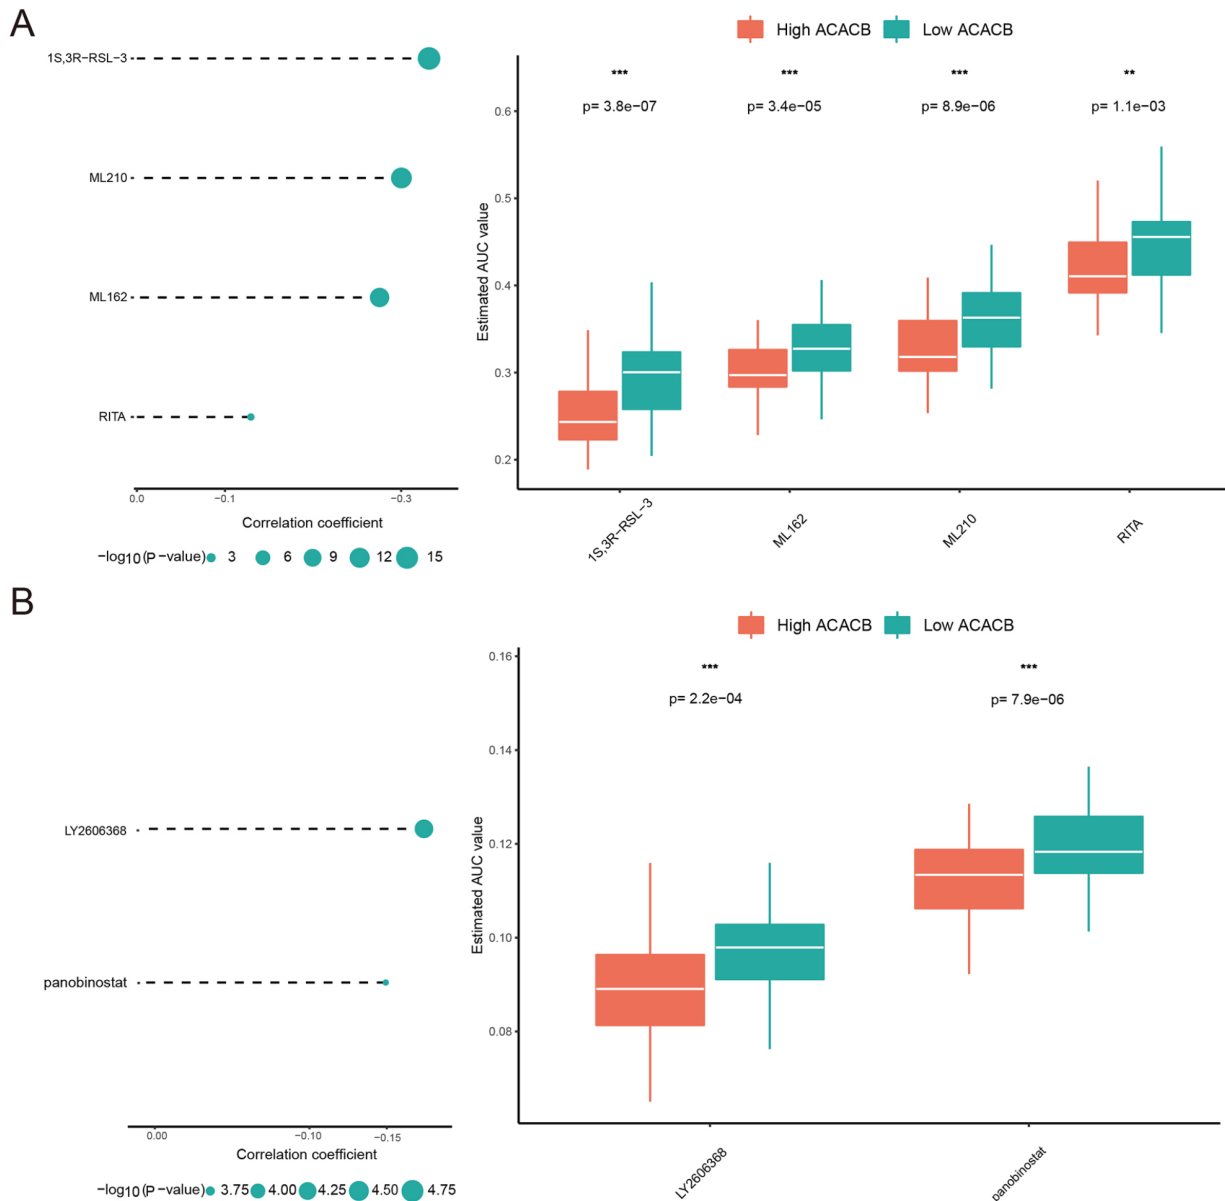 A
1S,3R−RSL−3
ML210
ML162
RITA
0.0 −0.1 −0.3
Correlation coefficient
−log10(P−value) 3 6 9 12 15
High ACACB Low ACACB
*** *** *** **
p= 3.8e−07 p= 3.4e−05 p= 8.9e−06 p= 1.1e−03
Estimated AUC value
0.6
0.5
0.4
0.3
0.2
1S,3R−RSL−3 ML162 ML210 RITA
B
LY2606368
panobinostat
0.00 −0.10 −0.15
Correlation coefficient
−log10(P−value) 3.75 4.00 4.25 4.50 4.75
High ACACB Low ACACB
*** ***
p= 2.2e−04 p= 7.9e−06
Estimated AUC value
0.16
0.14
0.12
0.10
0.08
LY2606368 panobinostat